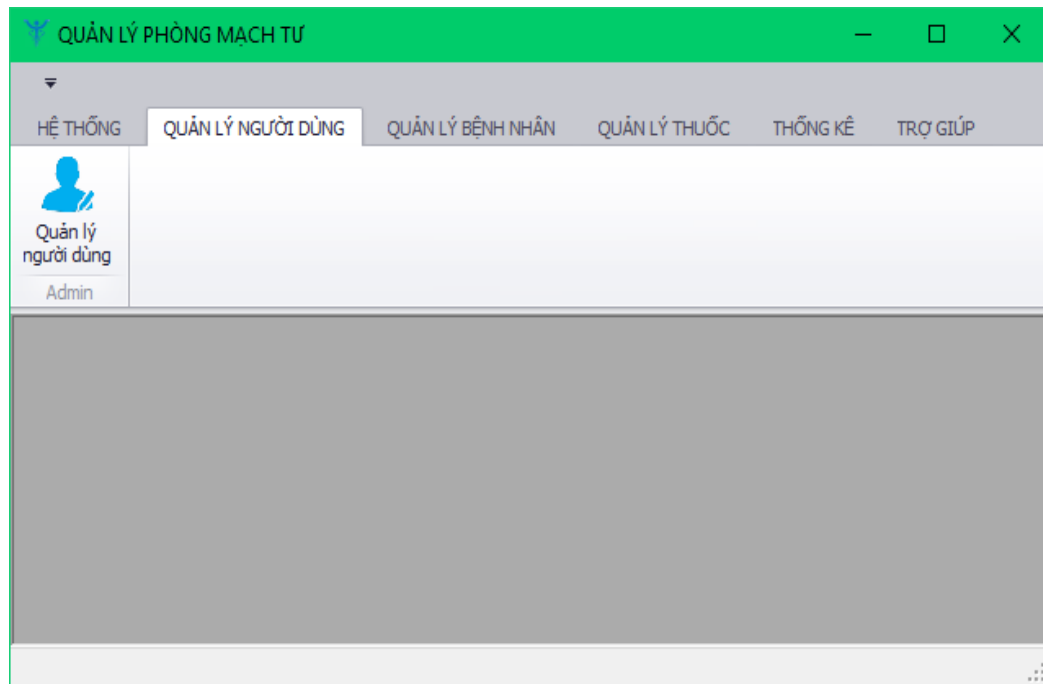 QUẢN LÝ PHÒNG MẠCH TƯ
HỆ THỐNG QUẢN LÝ NGƯỜI DÙNG QUẢN LÝ BỆNH NHÂN QUẢN LÝ THUỐC THỐNG KÊ TRỢ GIÚP
Quản lý
người dùng
Admin